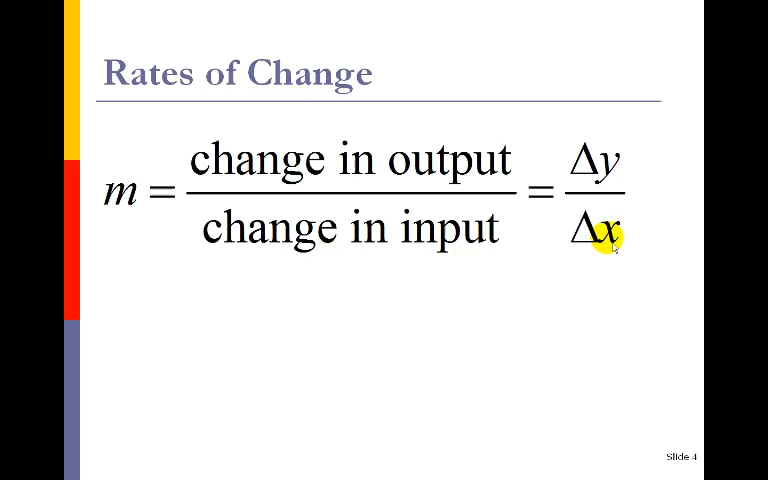 Rates of Change
m = change in output / change in input = Δy / Δx
Slide 4